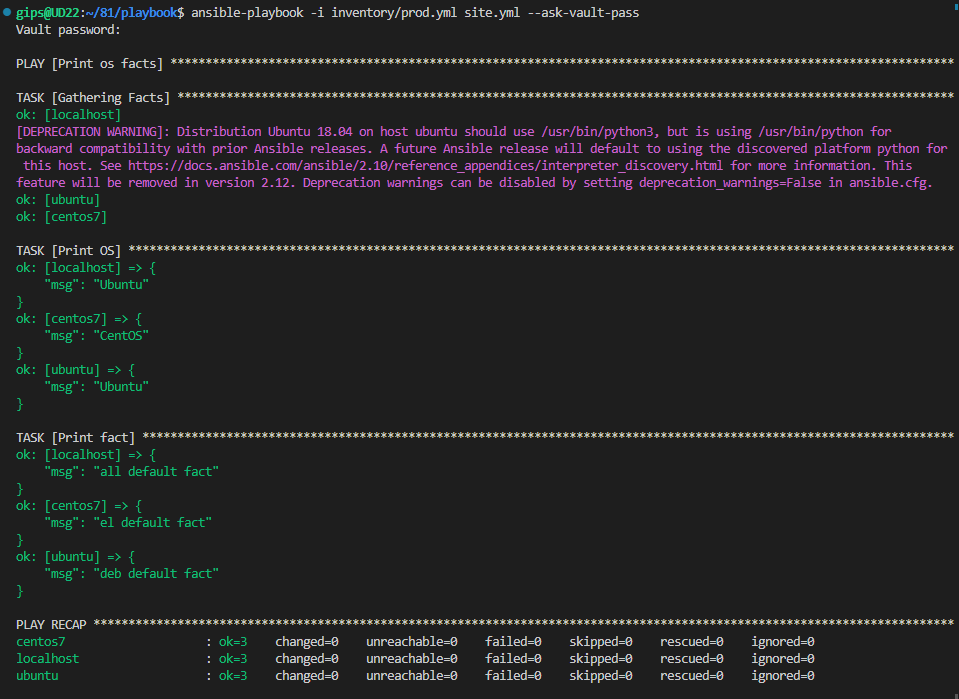 gips@UD22:~/81/playbook$ ansible-playbook -i inventory/prod.yml site.yml --ask-vault-pass
Vault password:
PLAY [Print os facts] ****************************************************************************************************************
TASK [Gathering Facts] ***************************************************************************************************************
ok: [localhost]
[DEPRECATION WARNING]: Distribution Ubuntu 18.04 on host ubuntu should use /usr/bin/python3, but is using /usr/bin/python for
backward compatibility with prior Ansible releases. A future Ansible release will default to using the discovered platform python for
 this host. See https://docs.ansible.com/ansible/2.10/reference_appendices/interpreter_discovery.html for more information. This
feature will be removed in version 2.12. Deprecation warnings can be disabled by setting deprecation_warnings=False in ansible.cfg.
ok: [ubuntu]
ok: [centos7]
TASK [Print OS] **********************************************************************************************************************
ok: [localhost] => {
    "msg": "Ubuntu"
}
ok: [centos7] => {
    "msg": "CentOS"
}
ok: [ubuntu] => {
    "msg": "Ubuntu"
}
TASK [Print fact] ********************************************************************************************************************
ok: [localhost] => {
    "msg": "all default fact"
}
ok: [centos7] => {
    "msg": "el default fact"
}
ok: [ubuntu] => {
    "msg": "deb default fact"
}
PLAY RECAP ***************************************************************************************************************************
centos7                    : ok=3    changed=0    unreachable=0    failed=0    skipped=0    rescued=0    ignored=0
localhost                  : ok=3    changed=0    unreachable=0    failed=0    skipped=0    rescued=0    ignored=0
ubuntu                     : ok=3    changed=0    unreachable=0    failed=0    skipped=0    rescued=0    ignored=0